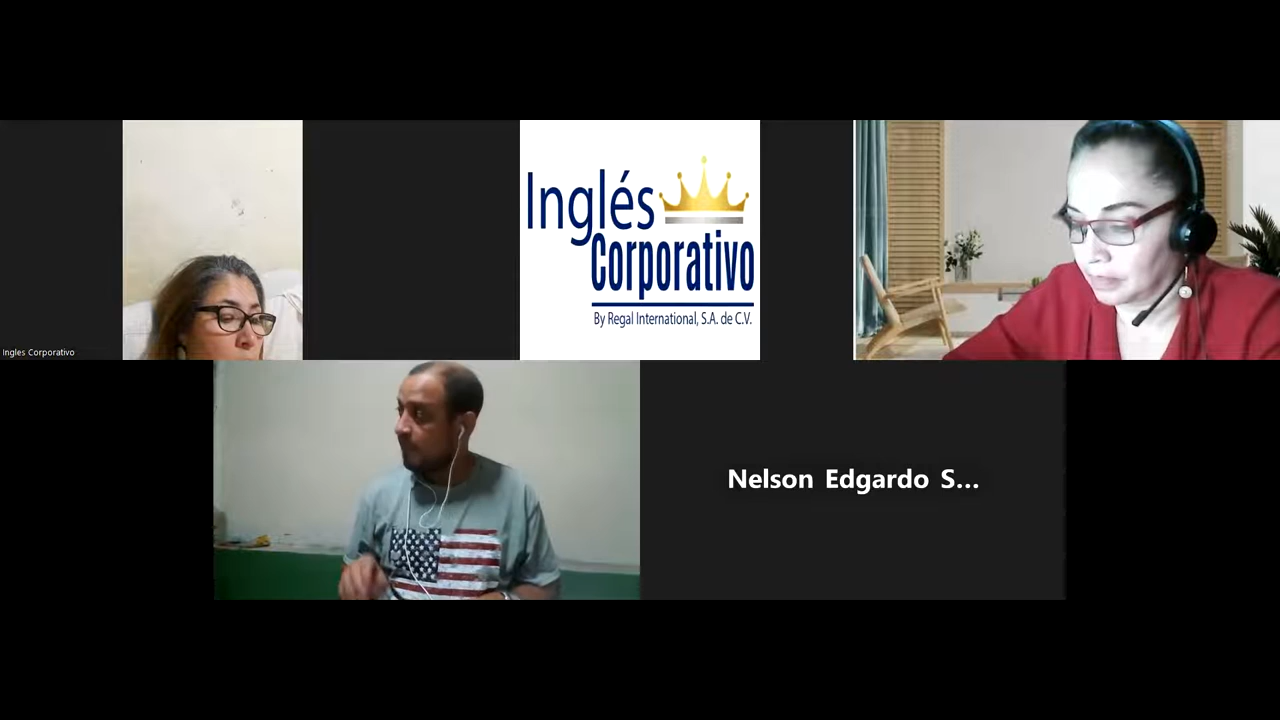 Inglés
Corporativo
By Regal International, S.A. de C.V.
Ingles Corporativo
Nelson Edgardo S...